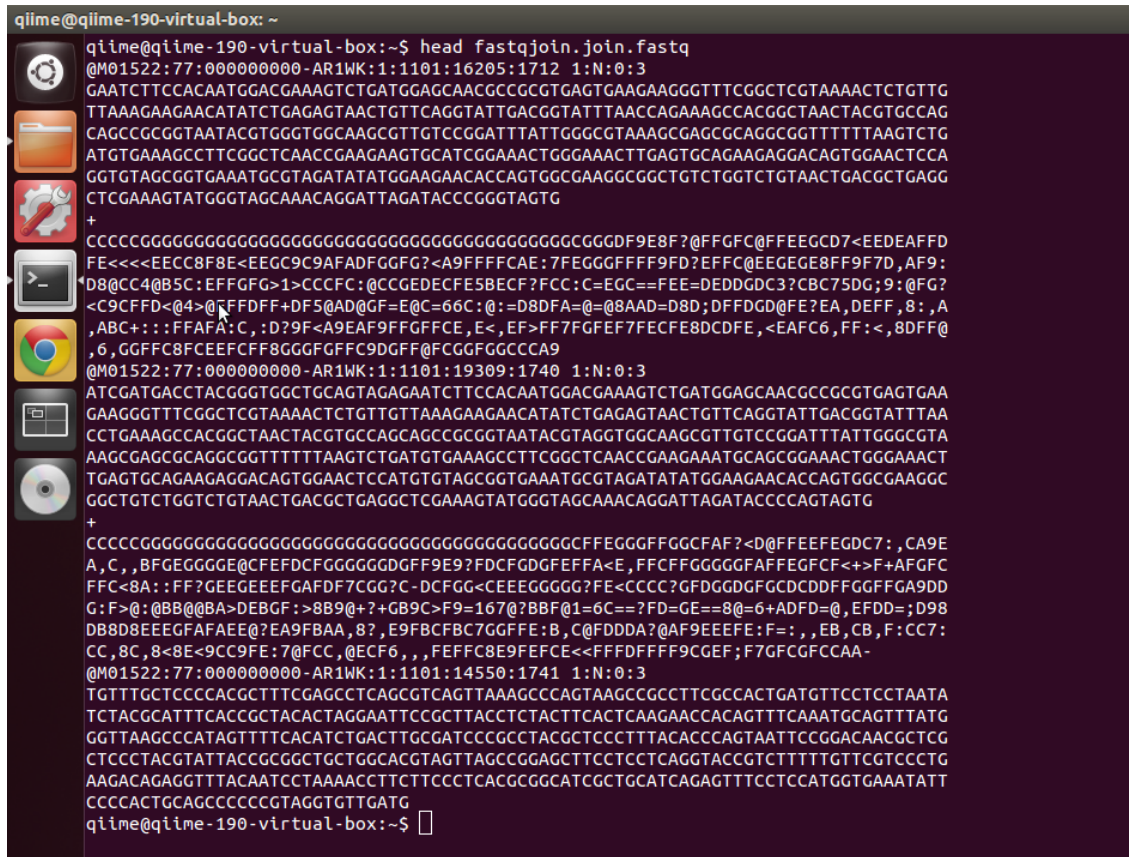 qiime@qiime-190-virtual-box: ~
qiime@qiime-190-virtual-box:~$ head fastqjoin.join.fastq
@M01522:77:000000000-AR1WK:1:1101:16205:1712 1:N:0:3
GAATCTTCCACAATGGACGAAAGTCTGATGGAGCAACGCCGCGTGAGTGAAGAAGGGTTTCGGCTCGTAAAACTCTGTTG
TTAAAGAAGAACATATCTGAGAGTAACTGTTCAGGTATTGACGGTATTTAACCAGAAAGCCACGGCTAACTACGTGCCAG
CAGCCGCGGTAATACGTGGGTGGCAAGCGTTGTCCGGATTTATTGGGCGTAAAGCGAGCGCAGGCGGTTTTTTAAGTCTG
ATGTGAAAGCCTTCGGCTCAACCGAAGAAGTGCATCGGAAACTGGGAAACTTGAGTGCAGAAGAGGACAGTGGAACTCCA
GGTGTAGCGGTGAAATGCGTAGATATATGGAAGAACACCAGTGGCGAAGGCGGCTGTCTGGTCTGTAACTGACGCTGAGG
CTCGAAAGTATGGGTAGCAAACAGGATTAGATACCCGGGTAGTG
+
CCCCCGGGGGGGGGGGGGGGGGGGGGGGGGGGGGGGGGGGGGGGGCGGGDF9E8F?@FFGFC@FFEEGCD7<EEDEAFFD
FE<<<<EECC8F8E<EEGC9C9AFADFGGFG?<A9FFFFCAE:7FEGGGFFFF9FD?EFFC@EEGEGE8FF9F7D,AF9:
D8@CC4@B5C:EFFGFG>1>CCCFC:@CCGEDECFE5BECF?FCC:C=EGC==FEE=DEDDGDC3?CBC75DG;9:@FG?
<C9CFFD<@4>@EFFDFF+DF5@AD@GF=E@C=66C:@:=D8DFA=@=@8AAD=D8D;DFFDGD@FE?EA,DEFF,8:,A
,ABC+:::FFAFA:C,:D?9F<A9EAF9FFGFFCE,E<,EF>FF7FGFEF7FECFE8DCDFE,<EAFC6,FF:<,8DFF@
,6,GGFFC8FCEEFCFF8GGGFGFFC9DGFF@FCGGFGGCCCA9
@M01522:77:000000000-AR1WK:1:1101:19309:1740 1:N:0:3
ATCGATGACCTACGGGTGGCTGCAGTAGAGAATCTTCCACAATGGACGAAAGTCTGATGGAGCAACGCCGCGTGAGTGAA
GAAGGGTTTCGGCTCGTAAAACTCTGTTGTTAAAGAAGAACATATCTGAGAGTAACTGTTCAGGTATTGACGGTATTTAA
CCTGAAAGCCACGGCTAACTACGTGCCAGCAGCCGCGGTAATACGTAGGTGGCAAGCGTTGTCCGGATTTATTGGGCGTA
AAGCGAGCGCAGGCGGTTTTTTAAGTCTGATGTGAAAGCCTTCGGCTCAACCGAAGAAATGCAGCGGAAACTGGGAAACT
TGAGTGCAGAAGAGGACAGTGGAACTCCATGTGTAGCGGTGAAATGCGTAGATATATGGAAGAACACCAGTGGCGAAGGC
GGCTGTCTGGTCTGTAACTGACGCTGAGGCTCGAAAGTATGGGTAGCAAACAGGATTAGATACCCCAGTAGTG
+
CCCCCGGGGGGGGGGGGGGGGGGGGGGGGGGGGGGGGGGGGGGGGCFFEGGGFFGGCFAF?<D@FFEEFEGDC7:,CA9E
A,C,,BFGEGGGGE@CFEFDCFGGGGGGDGFF9E9?FDCFGDGFEFFA<E,FFCFFGGGGGFAFFEGFCF<+>F+AFGFC
FFC<8A::FF?GEEGEEEFGAFDF7CGG?C-DCFGG<CEEEGGGGG?FE<CCCC?GFDGGDGFGCDCDDFFGGFFGA9DD
G:F>@:@BB@@BA>DEBGF:>8B9@+?+GB9C>F9=167@?BBF@1=6C==?FD=GE==8@=6+ADFD=@,EFDD=;D98
DB8D8EEEGFAFAEE@?EA9FBAA,8?,E9FBCFBC7GGFFE:B,C@FDDDA?@AF9EEEFE:F=:,,EB,CB,F:CC7:
CC,8C,8<8E<9CC9FE:7@FCC,@ECF6,,,FEFFC8E9FEFCE<<FFFDFFFF9CGEF;F7GFCGFCCAA-
@M01522:77:000000000-AR1WK:1:1101:14550:1741 1:N:0:3
TGTTTGCTCCCCACGCTTTCGAGCCTCAGCGTCAGTTAAAGCCCAGTAAGCCGCCTTCGCCACTGATGTTCCTCCTAATA
TCTACGCATTTCACCGCTACACTAGGAATTCCGCTTACCTCTACTTCACTCAAGAACCACAGTTTCAAATGCAGTTTATG
GGTTAAGCCCATAGTTTTCACATCTGACTTGCGATCCCGCCTACGCTCCCTTTACACCCAGTAATTCCGGACAACGCTCG
CTCCCTACGTATTACCGCGGCTGCTGGCACGTAGTTAGCCGGAGCTTCCTCCTCAGGTACCGTCTTTTTGTTCGTCCCTG
AAGACAGAGGTTTACAATCCTAAAACCTTCTTCCCTCACGCGGCATCGCTGCATCAGAGTTTCCTCCATGGTGAAATATT
CCCCACTGCAGCCCCCCGTAGGTGTTGATG
qiime@qiime-190-virtual-box:~$